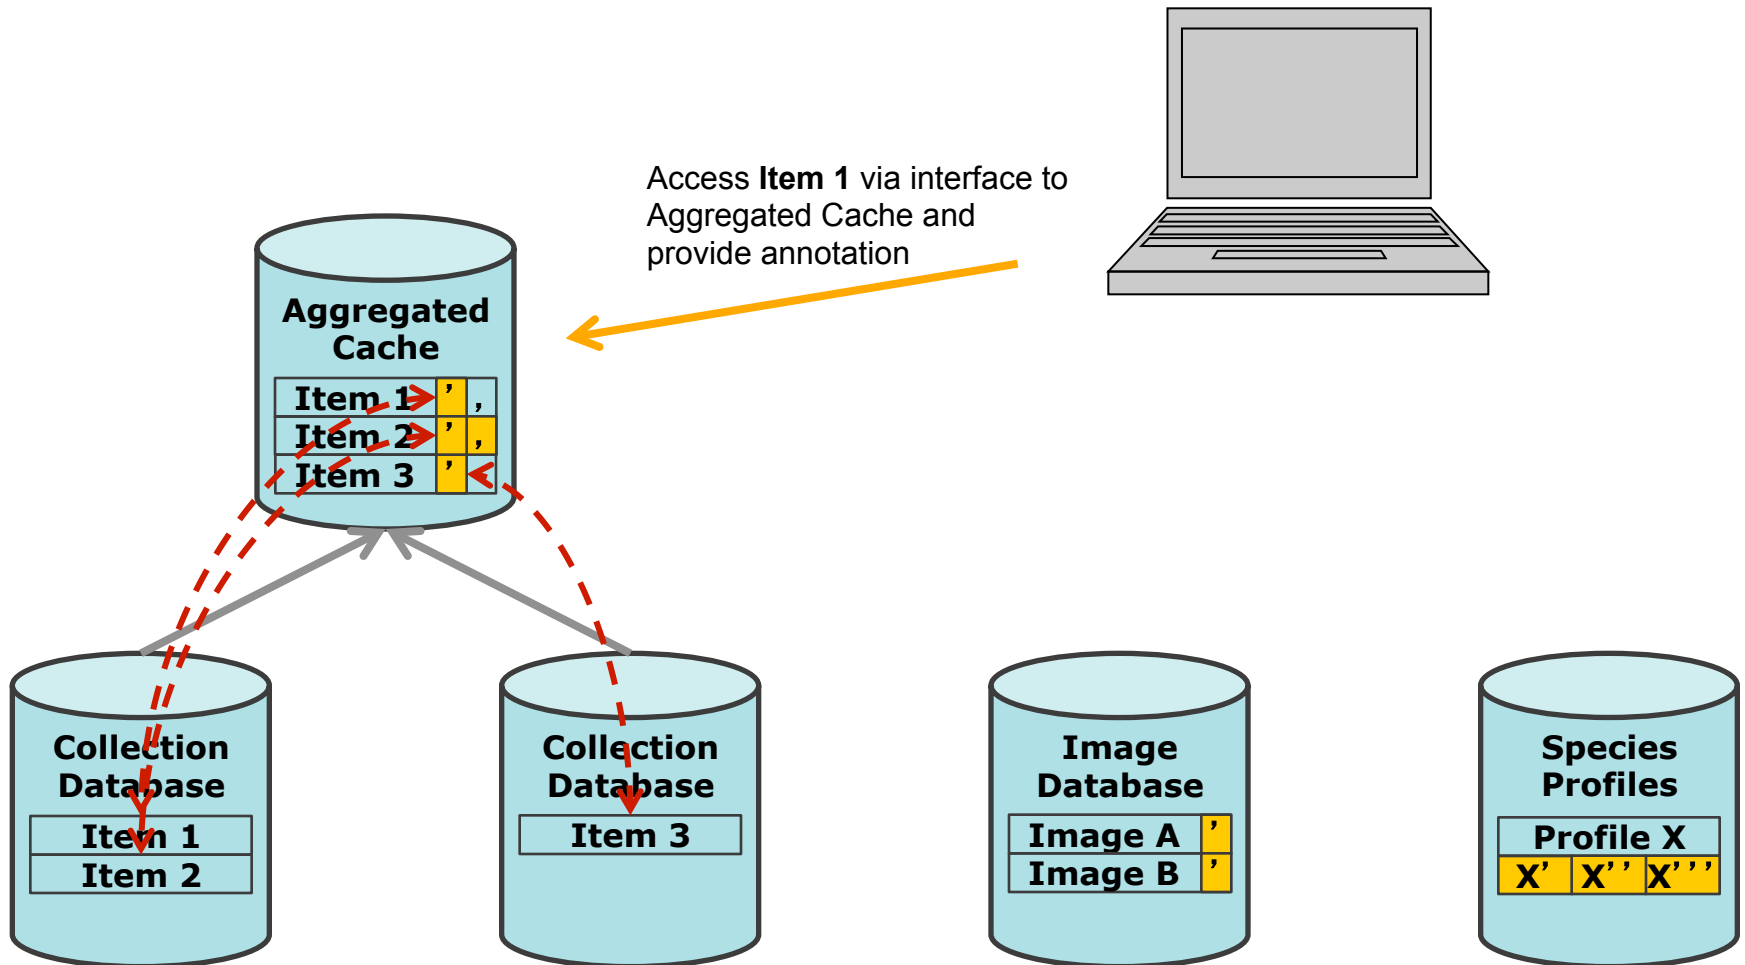 Access Item 1 via interface to
Aggregated Cache and
provide annotation
Aggregated
Cache
Item 1 ’ ,
Item 2 ’ ,
Item 3 ’
Collection
Database
Item 1
Item 2
Collection
Database
Item 3
Image
Database
Image A ’
Image B ’
Species
Profiles
Profile X
X’ X’’ X’’’